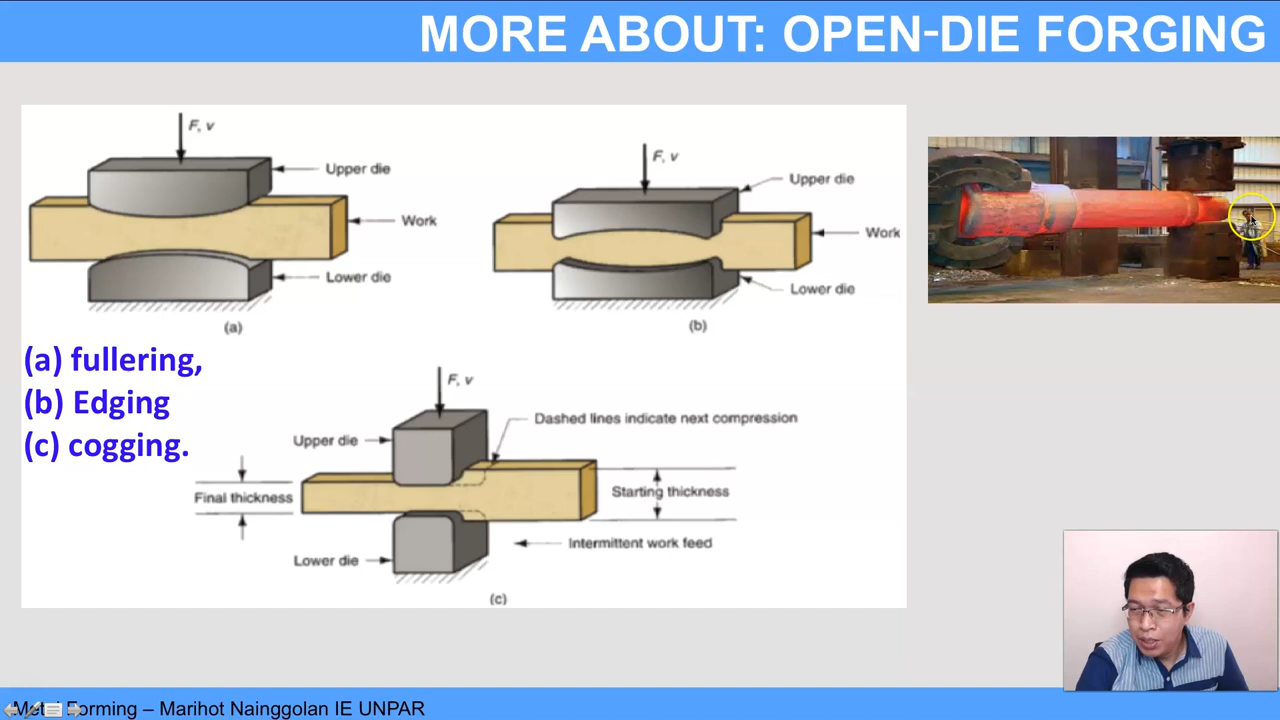 MORE ABOUT: OPEN-DIE FORGING
F, v
Upper die
Work
Lower die
(a)
F, v
Upper die
Work
Lower die
(b)
(a) fullering,
(b) Edging
(c) cogging.
F, v
Dashed lines indicate next compression
Upper die
Final thickness
Starting thickness
Intermittent work feed
Lower die
(c)
Metal Forming – Marihot Nainggolan IE UNPAR